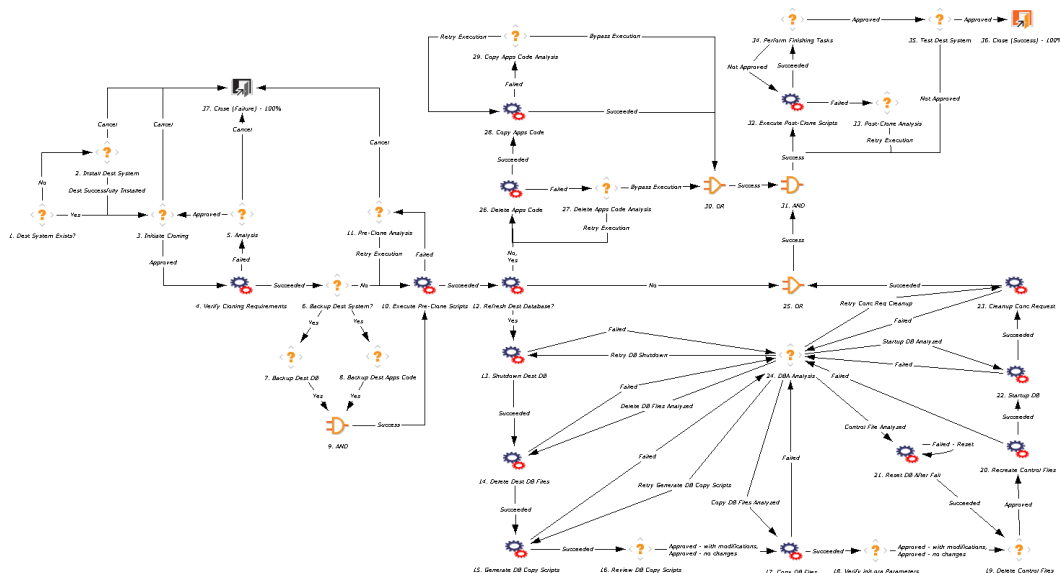 Approved
Approved
34. Perform Finishing Tasks
35. Test Dest System
36. Close (Success) - 100%
Retry Execution
Bypass Execution
29. Copy Apps Code Analysis
Not Approved
Succeeded
37. Close (Failure) - 100%
Failed
Not Approved
Succeeded
Failed
Cancel
Cancel
Cancel
28. Copy Apps Code
32. Execute Post-Clone Scripts
33. Post-Clone Analysis
Retry Execution
Cancel
Succeeded
Success
2. Install Dest System
No
Dest Successfully Installed
Failed
Bypass Execution
Success
26. Delete Apps Code
27. Delete Apps Code Analysis
30. OR
31. AND
Yes
Approved
Retry Execution
1. Dest System Exists?
3. Initiate Cloning
5. Analysis
11. Pre-Clone Analysis
Success
Approved
Failed
Retry Execution
Failed
No,
Yes
Succeeded
No
Succeeded
No
Succeeded
4. Verify Cloning Requirements
6. Backup Dest System?
10. Execute Pre-Clone Scripts
12. Refresh Dest Database?
25. OR
23. Cleanup Conc Request
Retry Conc Req Cleanup
Yes
Yes
Yes
Failed
Failed
Startup DB Analyzed
Succeeded
Retry DB Shutdown
Failed
7. Backup Dest DB
8. Backup Dest Apps Code
13. Shutdown Dest DB
24. DBA Analysis
Failed
Failed
22. Startup DB
Yes
Yes
Delete DB Files Analyzed
Succeeded
Succeeded
Success
Control File Analyzed
9. AND
Failed - Reset
Failed
Failed
20. Recreate Control Files
21. Reset DB After Fail
14. Delete Dest DB Files
Retry Generate DB Copy Scripts
Succeeded
Copy DB Files Analyzed
Succeeded
Approved
Succeeded
Approved - with modifications,
Approved - no changes
Succeeded
Approved - with modifications,
Approved - no changes
15. Generate DB Copy Scripts
16. Review DB Copy Scripts
17. Copy DB Files
18. Verify init.ora Parameters
19. Delete Control Files